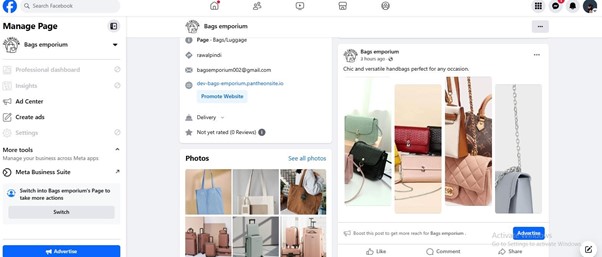 Search Facebook
Manage Page
Bags emporium
Professional dashboard
Insights
Ad Center
Create ads
Settings
More tools
Manage your business across Meta apps
Meta Business Suite
Switch into Bags emporium's Page to
take more actions
Switch
Advertise
Bags emporium
Page · Bags/Luggage
rawalpindi
bagsemporium002@gmail.com
dev-bags-emporium.pantheonsite.io
Promote Website
Delivery
Not yet rated (0 Reviews)
Photos
See all photos
Bags emporium
3 hours ago
Chic and versatile handbags perfect for any occasion.
Boost this post to get more reach for Bags emporium .
Advertise
Activate Windows
Go to Settings to activate Windows
Like
Comment
Share